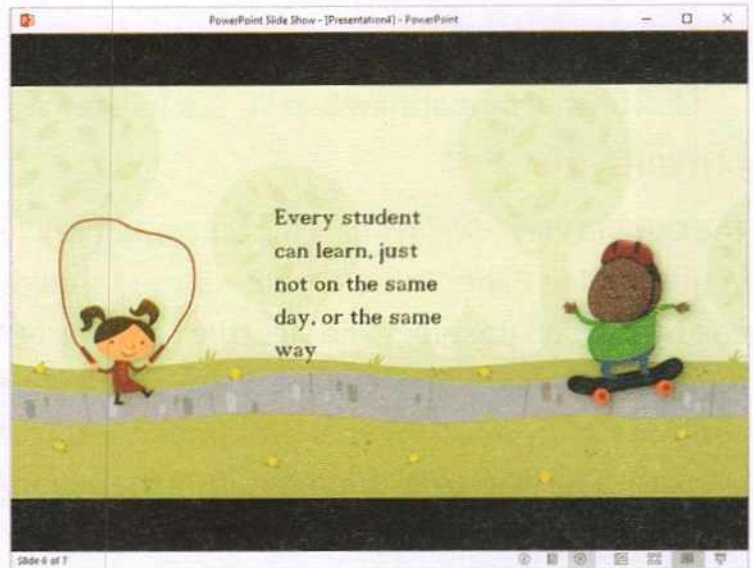 PowerPoint Slide Show - [Presentation4] - PowerPoint
Every student
can learn, just
not on the same
day, or the same
way
Slide 6 of 7